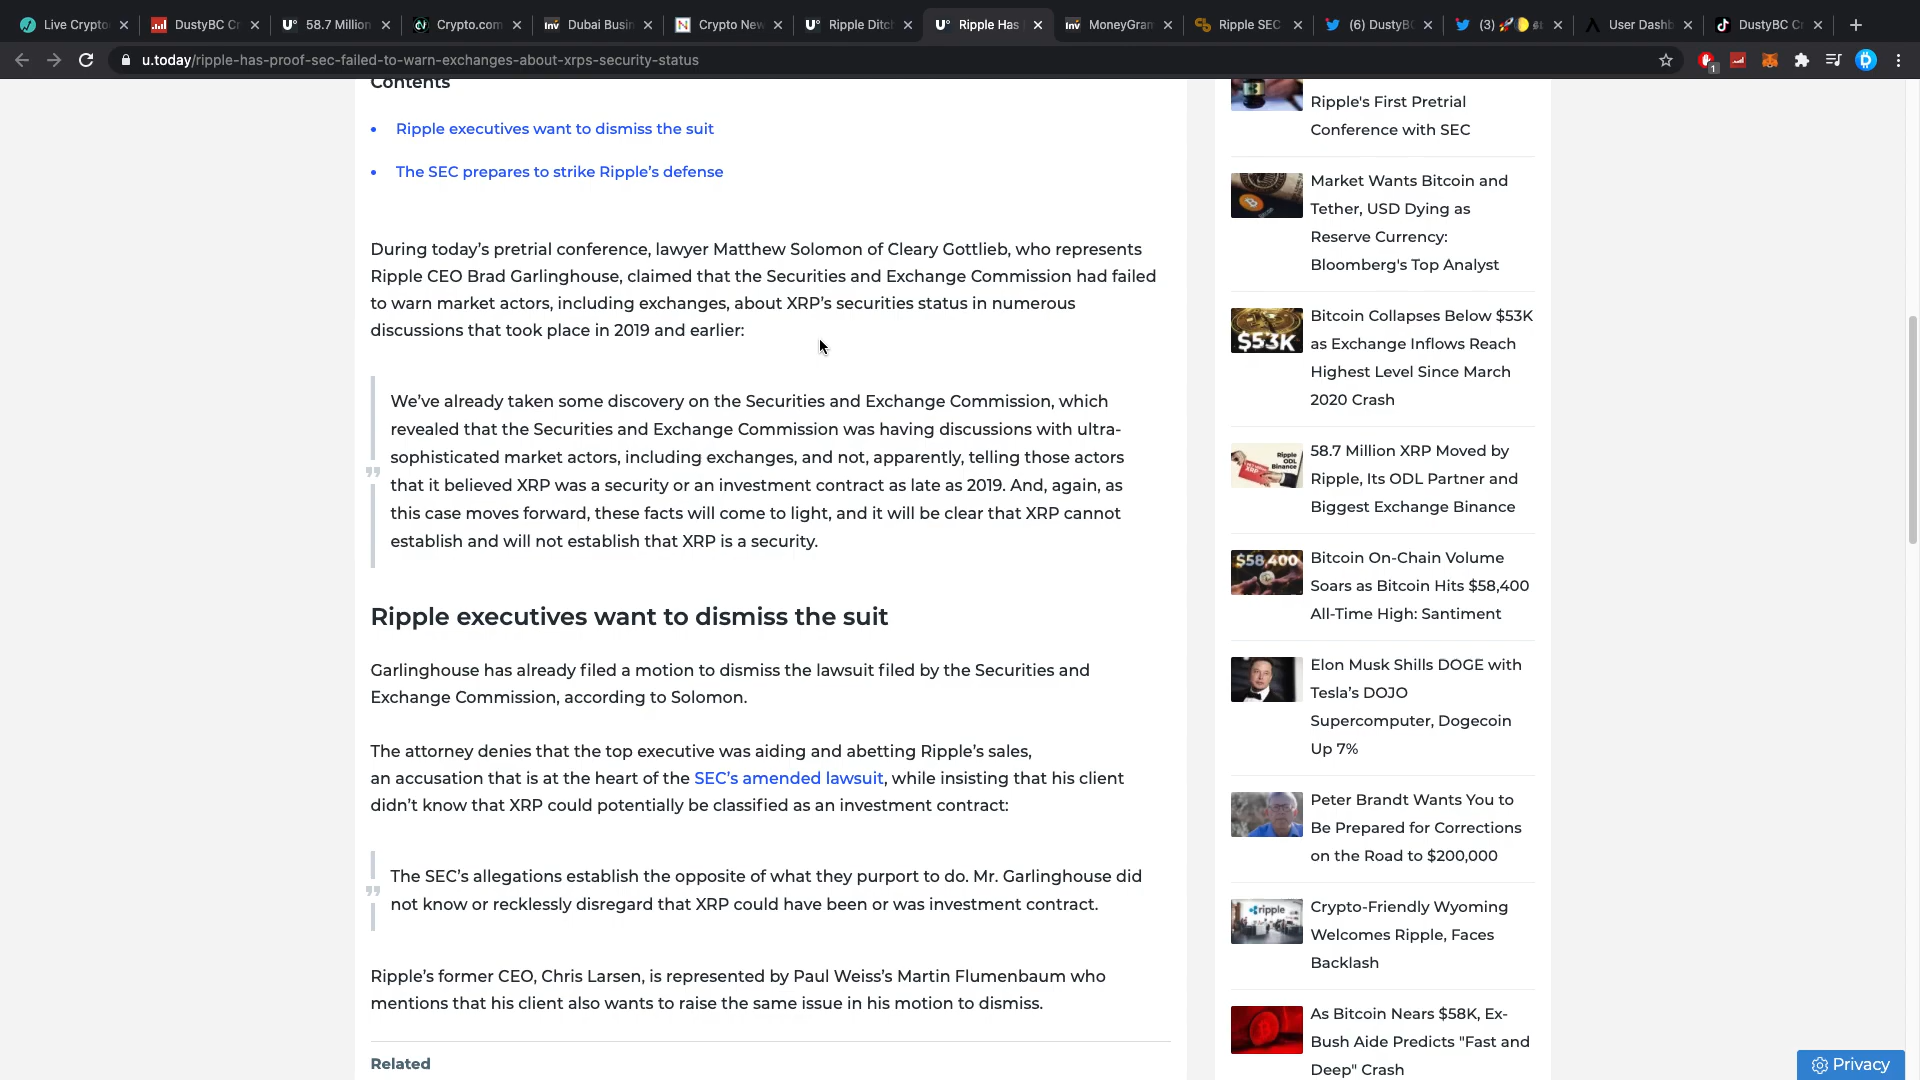 Live Crypto
DustyBC Cr
58.7 Million
Crypto.com
Dubai Busin
Crypto New
Ripple Ditch
Ripple Has
MoneyGram
Ripple SEC
(6) DustyBC
(3) 🚀
User Dashb
DustyBC Cr
u.today/ripple-has-proof-sec-failed-to-warn-exchanges-about-xrps-security-status
1
Contents
• Ripple executives want to dismiss the suit
• The SEC prepares to strike Ripple's defense
During today's pretrial conference, lawyer Matthew Solomon of Cleary Gottlieb, who represents
Ripple CEO Brad Garlinghouse, claimed that the Securities and Exchange Commission had failed
to warn market actors, including exchanges, about XRP's securities status in numerous
discussions that took place in 2019 and earlier:
We've already taken some discovery on the Securities and Exchange Commission, which
revealed that the Securities and Exchange Commission was having discussions with ultra-
sophisticated market actors, including exchanges, and not, apparently, telling those actors
that it believed XRP was a security or an investment contract as late as 2019. And, again, as
this case moves forward, these facts will come to light, and it will be clear that XRP cannot
establish and will not establish that XRP is a security.
Ripple executives want to dismiss the suit
Garlinghouse has already filed a motion to dismiss the lawsuit filed by the Securities and
Exchange Commission, according to Solomon.
The attorney denies that the top executive was aiding and abetting Ripple's sales,
an accusation that is at the heart of the SEC's amended lawsuit, while insisting that his client
didn't know that XRP could potentially be classified as an investment contract:
The SEC's allegations establish the opposite of what they purport to do. Mr. Garlinghouse did
not know or recklessly disregard that XRP could have been or was investment contract.
Ripple's former CEO, Chris Larsen, is represented by Paul Weiss's Martin Flumenbaum who
mentions that his client also wants to raise the same issue in his motion to dismiss.
Related
Ripple's First Pretrial
Conference with SEC
Market Wants Bitcoin and
Tether, USD Dying as
Reserve Currency:
Bloomberg's Top Analyst
$53K
Bitcoin Collapses Below $53K
as Exchange Inflows Reach
Highest Level Since March
2020 Crash
Ripple
ODL
Binance
58.7 Million XRP Moved by
Ripple, Its ODL Partner and
Biggest Exchange Binance
$58,400
Bitcoin On-Chain Volume
Soars as Bitcoin Hits $58,400
All-Time High: Santiment
Elon Musk Shills DOGE with
Tesla's DOJO
Supercomputer, Dogecoin
Up 7%
Peter Brandt Wants You to
Be Prepared for Corrections
on the Road to $200,000
ripple
Crypto-Friendly Wyoming
Welcomes Ripple, Faces
Backlash
As Bitcoin Nears $58K, Ex-
Bush Aide Predicts "Fast and
Deep" Crash
Privacy